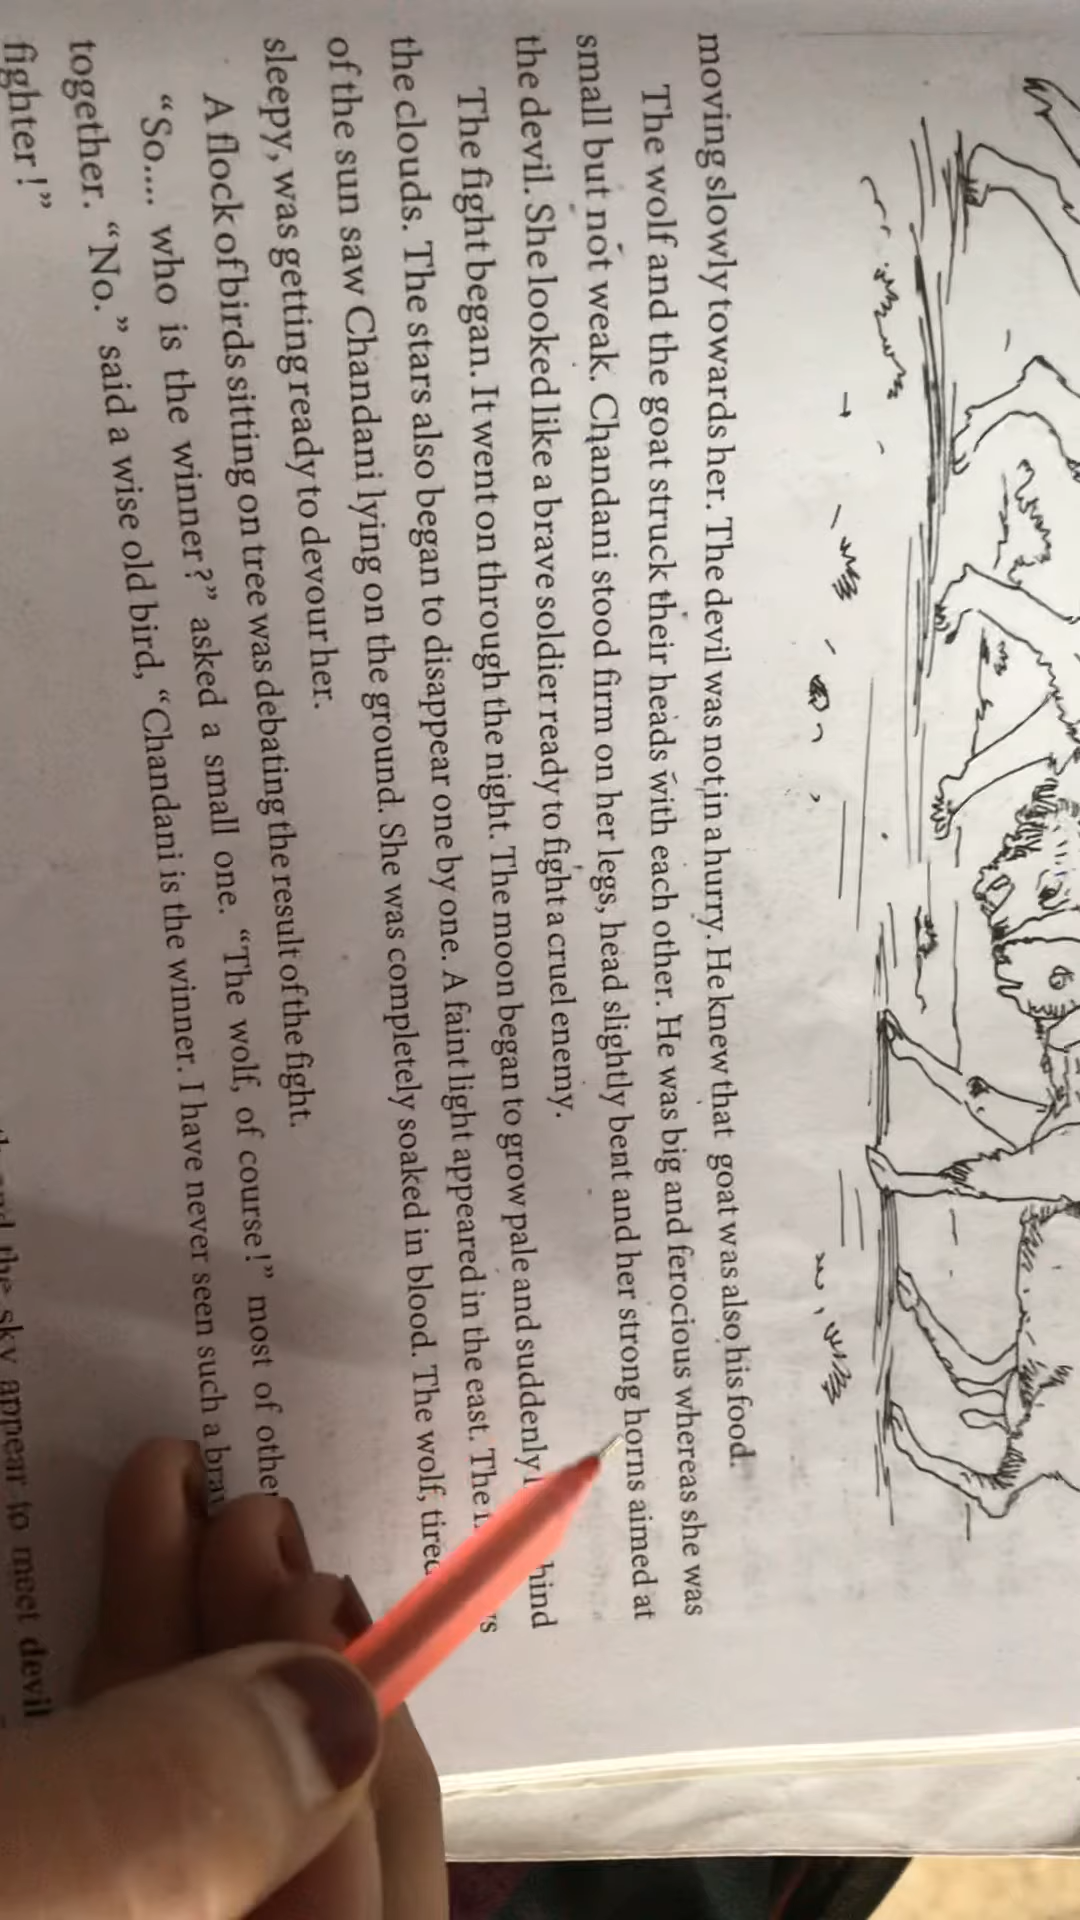 moving slowly towards her. The devil was not in a hurry. He knew that goat was also his food.
The wolf and the goat struck their heads with each other. He was big and ferocious whereas she was
small but not weak. Chandani stood firm on her legs, head slightly bent and her strong horns aimed at
the devil. She looked like a brave soldier ready to fight a cruel enemy.
The fight began. It went on through the night. The moon began to grow pale and suddenly
the clouds. The stars also began to disappear one by one. A faint light appeared in the east. The
of the sun saw Chandani lying on the ground. She was completely soaked in blood. The wolf,
sleepy, was getting ready to devour her.
A flock of birds sitting on tree was debating the result of the fight.
“So.... who is the winner?” asked a small one. “The wolf, of course!” most of
together. “No.” said a wise old bird, “Chandani is the winner. I have never seen such a
fighter!”
the sky appear to meet devil